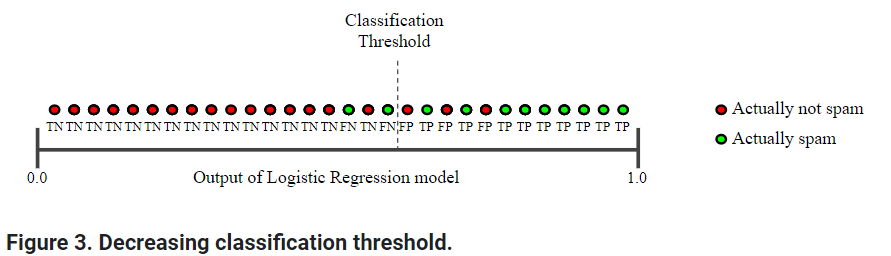 Classification
Threshold
TN TN TN TN TN TN TN TN TN TN TN TN TN TN TN FN TN FN FP TP FP TP FP TP TP TP TP TP TP TP
Actually not spam
Actually spam
0.0 Output of Logistic Regression model 1.0
Figure 3. Decreasing classification threshold.